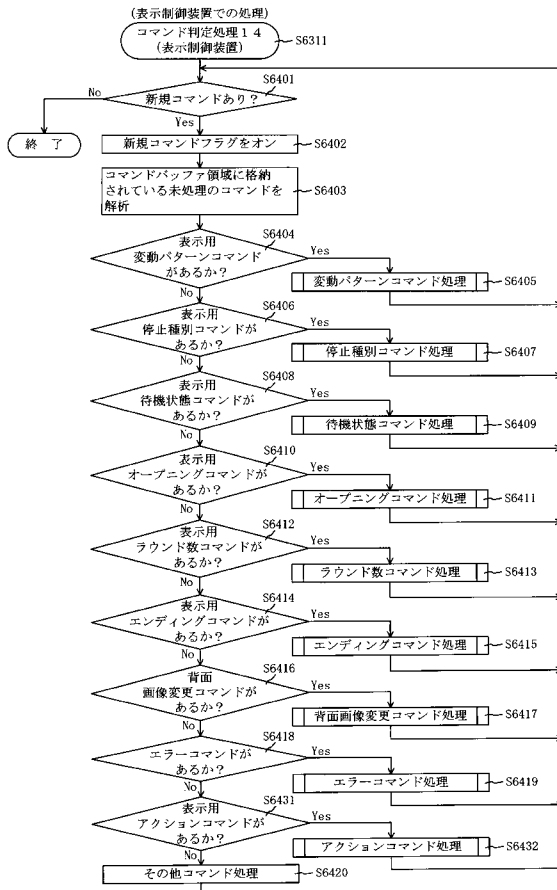 (表示制御装置での処理)
コマンド判定処理14
(表示制御装置)
S6311
S6401
No
新規コマンドあり?
Yes
終 了
新規コマンドフラグをオン
S6402
コマンドバッファ領域に格納
されている未処理のコマンドを
解析
S6403
S6404
表示用
変動パターンコマンド
があるか?
Yes
変動パターンコマンド処理
S6405
No
S6406
表示用
停止種別コマンドが
あるか?
Yes
停止種別コマンド処理
S6407
No
S6408
表示用
待機状態コマンドが
あるか?
Yes
待機状態コマンド処理
S6409
No
S6410
表示用
オープニングコマンドが
あるか?
Yes
オープニングコマンド処理
S6411
No
S6412
表示用
ラウンド数コマンドが
あるか?
Yes
ラウンド数コマンド処理
S6413
No
S6414
表示用
エンディングコマンドが
あるか?
Yes
エンディングコマンド処理
S6415
No
S6416
背面
画像変更コマンドが
あるか?
Yes
背面画像変更コマンド処理
S6417
No
S6418
エラーコマンドが
あるか?
Yes
エラーコマンド処理
S6419
No
S6431
表示用
アクションコマンドが
あるか?
Yes
アクションコマンド処理
S6432
No
その他コマンド処理
S6420